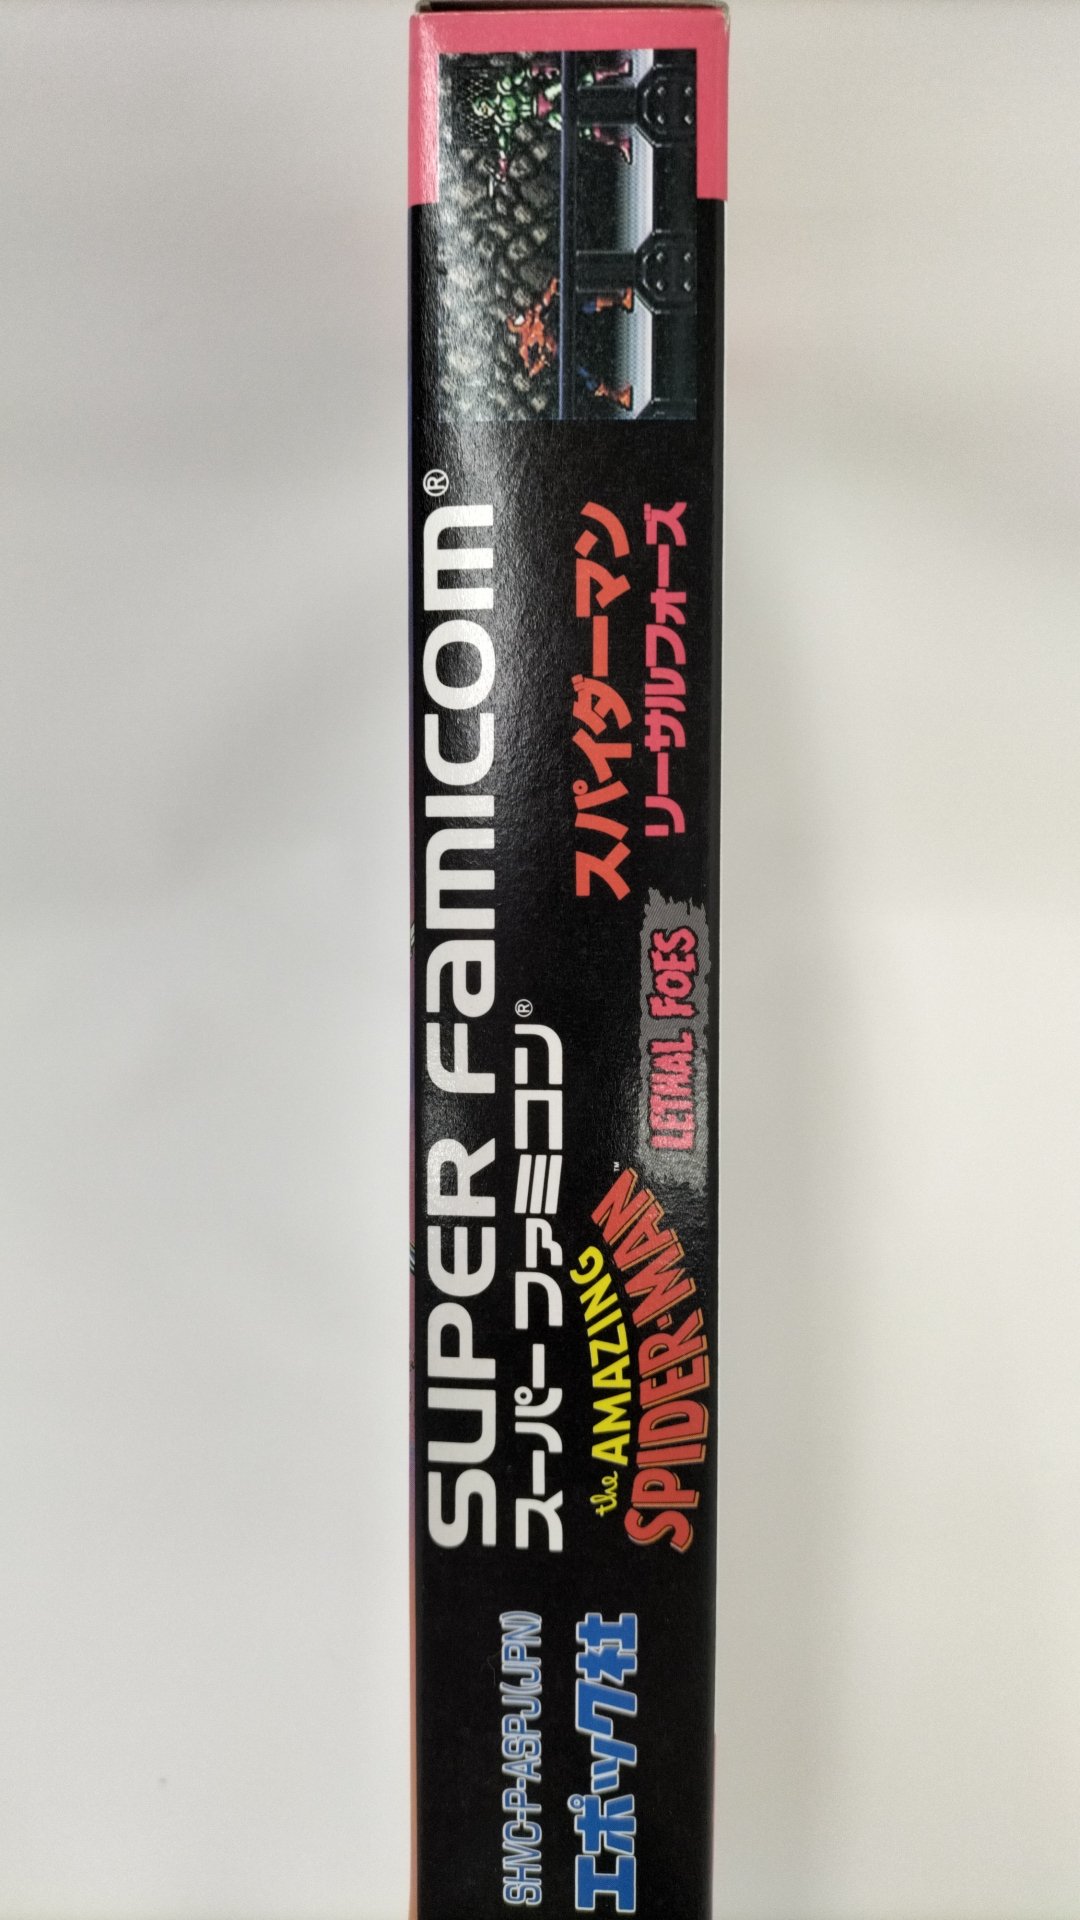 SHVC-P-ASPJ(JPN)
エポック社
SUPER Famicom®
スーパーファミコン®
the AMAZING
SPIDER-MAN™
LETHAL FOES
スパイダーマン
リーサルフォーズ